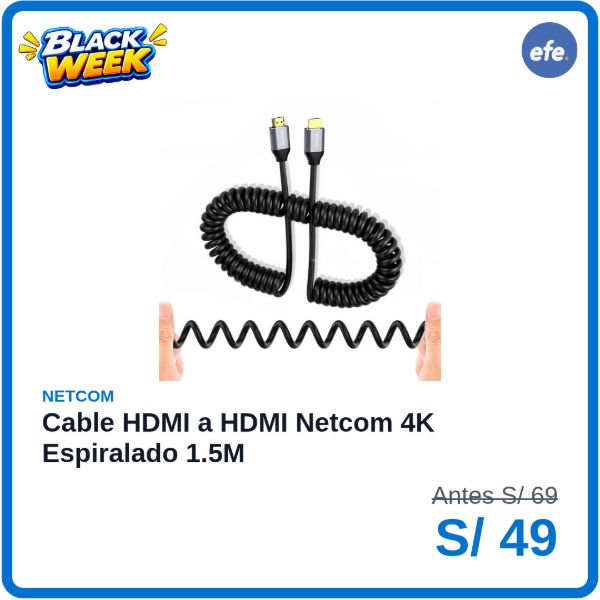 BLACK
WEEK
efe.
NETCOM
Cable HDMI a HDMI Netcom 4K
Espiralado 1.5M
Antes S/ 69
S/ 49